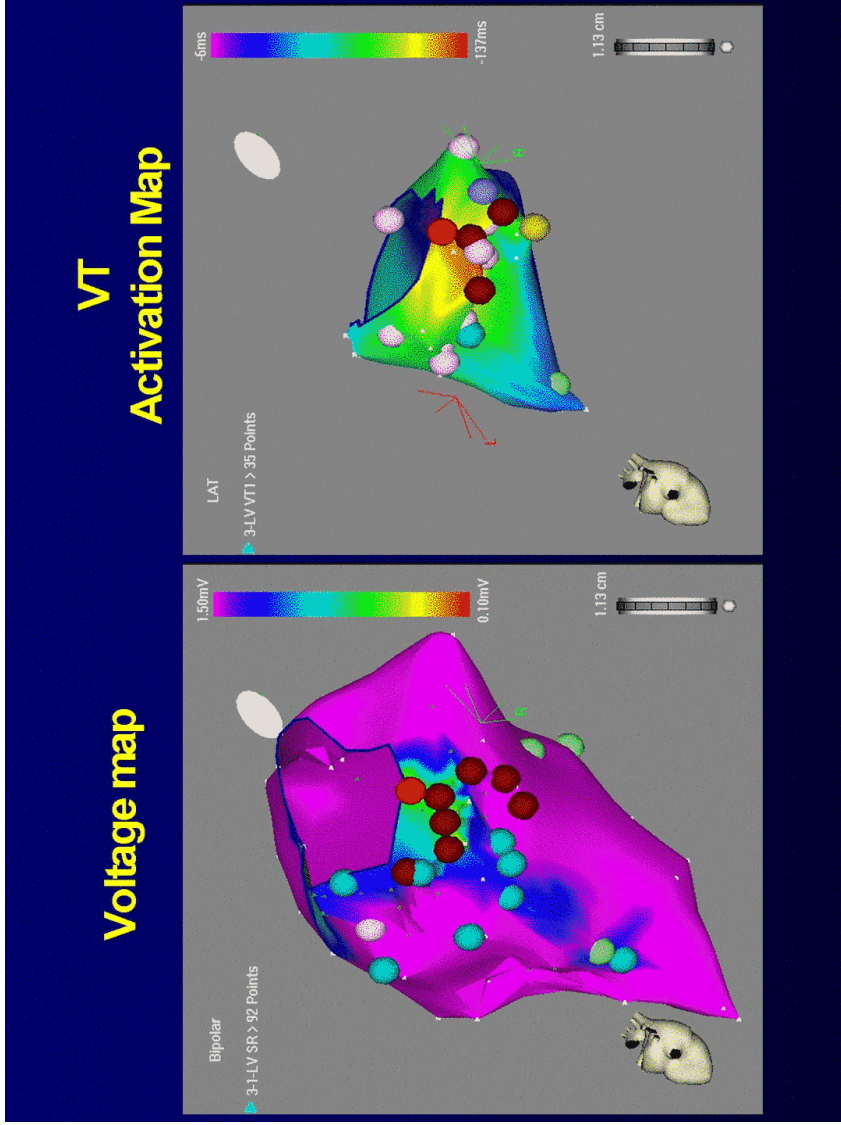 Voltage map
Bipolar
3-1-LV SR > 92 Points
1.50mV
0.10mV
1.13 cm
VT
Activation Map
LAT
3-LV VT1 > 35 Points
-6ms
-137ms
L
1.13 cm